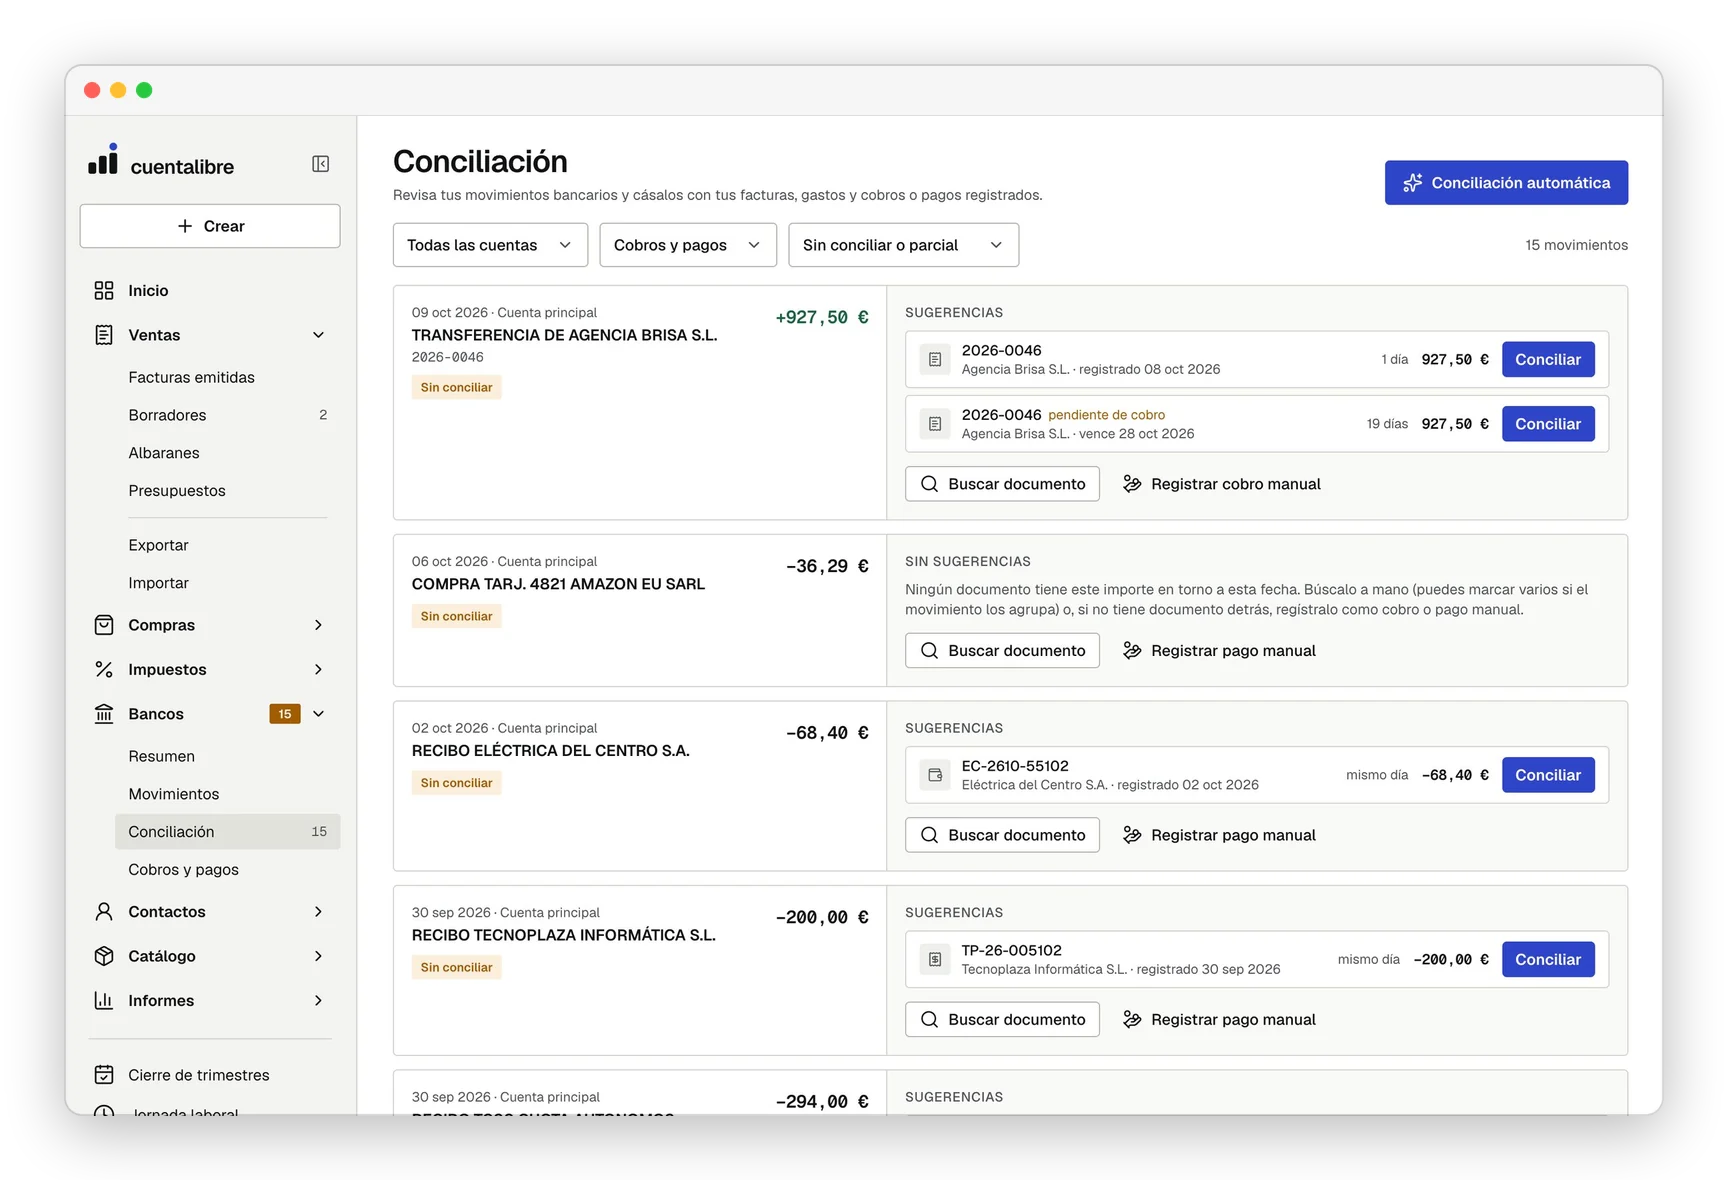 cuentalibre
Crear
Inicio
Ventas
Facturas emitidas
Borradores 2
Albaranes
Presupuestos
Exportar
Importar
Compras
Impuestos
Bancos 15
Resumen
Movimientos
Conciliación 15
Cobros y pagos
Contactos
Catálogo
Informes
Cierre de trimestres
Jornada laboral
Conciliación
Revisa tus movimientos bancarios y cásalos con tus facturas, gastos y cobros o pagos registrados.
Conciliación automática
Todas las cuentas
Cobros y pagos
Sin conciliar o parcial
15 movimientos
09 oct 2026 · Cuenta principal
+927,50 €
TRANSFERENCIA DE AGENCIA BRISA S.L.
2026-0046
Sin conciliar
SUGERENCIAS
2026-0046
Agencia Brisa S.L. · registrado 08 oct 2026
1 día 927,50 € Conciliar
2026-0046 pendiente de cobro
Agencia Brisa S.L. · vence 28 oct 2026
19 días 927,50 € Conciliar
Buscar documento Registrar cobro manual
06 oct 2026 · Cuenta principal
−36,29 €
COMPRA TARJ. 4821 AMAZON EU SARL
Sin conciliar
SIN SUGERENCIAS
Ningún documento tiene este importe en torno a esta fecha. Búscalo a mano (puedes marcar varios si el
movimiento los agrupa) o, si no tiene documento detrás, regístralo como cobro o pago manual.
Buscar documento Registrar pago manual
02 oct 2026 · Cuenta principal
−68,40 €
RECIBO ELÉCTRICA DEL CENTRO S.A.
Sin conciliar
SUGERENCIAS
EC-2610-55102
Eléctrica del Centro S.A. · registrado 02 oct 2026
mismo día −68,40 € Conciliar
Buscar documento Registrar pago manual
30 sep 2026 · Cuenta principal
−200,00 €
RECIBO TECNOPLAZA INFORMÁTICA S.L.
Sin conciliar
SUGERENCIAS
TP-26-005102
Tecnoplaza Informática S.L. · registrado 30 sep 2026
mismo día −200,00 € Conciliar
Buscar documento Registrar pago manual
30 sep 2026 · Cuenta principal
−294,00 €
RECIBO TGSS CUOTA AUTONOMOS
SUGERENCIAS